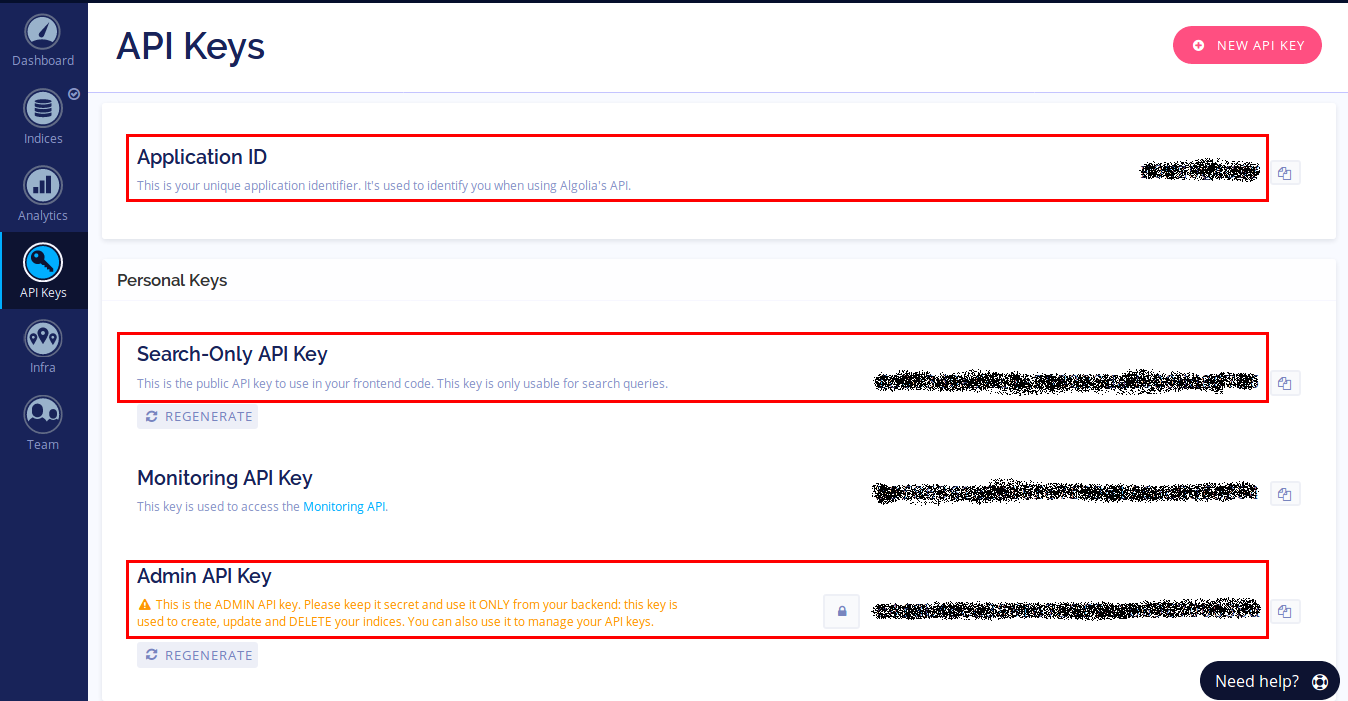 Dashboard
Indices
Analytics
API Keys
Infra
Team
API Keys
NEW API KEY
Application ID
This is your unique application identifier. It's used to identify you when using Algolia's API.
Personal Keys
Search-Only API Key
This is the public API key to use in your frontend code. This key is only usable for search queries.
REGENERATE
Monitoring API Key
This key is used to access the Monitoring API.
Admin API Key
This is the ADMIN API key. Please keep it secret and use it ONLY from your backend: this key is
used to create, update and DELETE your indices. You can also use it to manage your API keys.
REGENERATE
Need help?